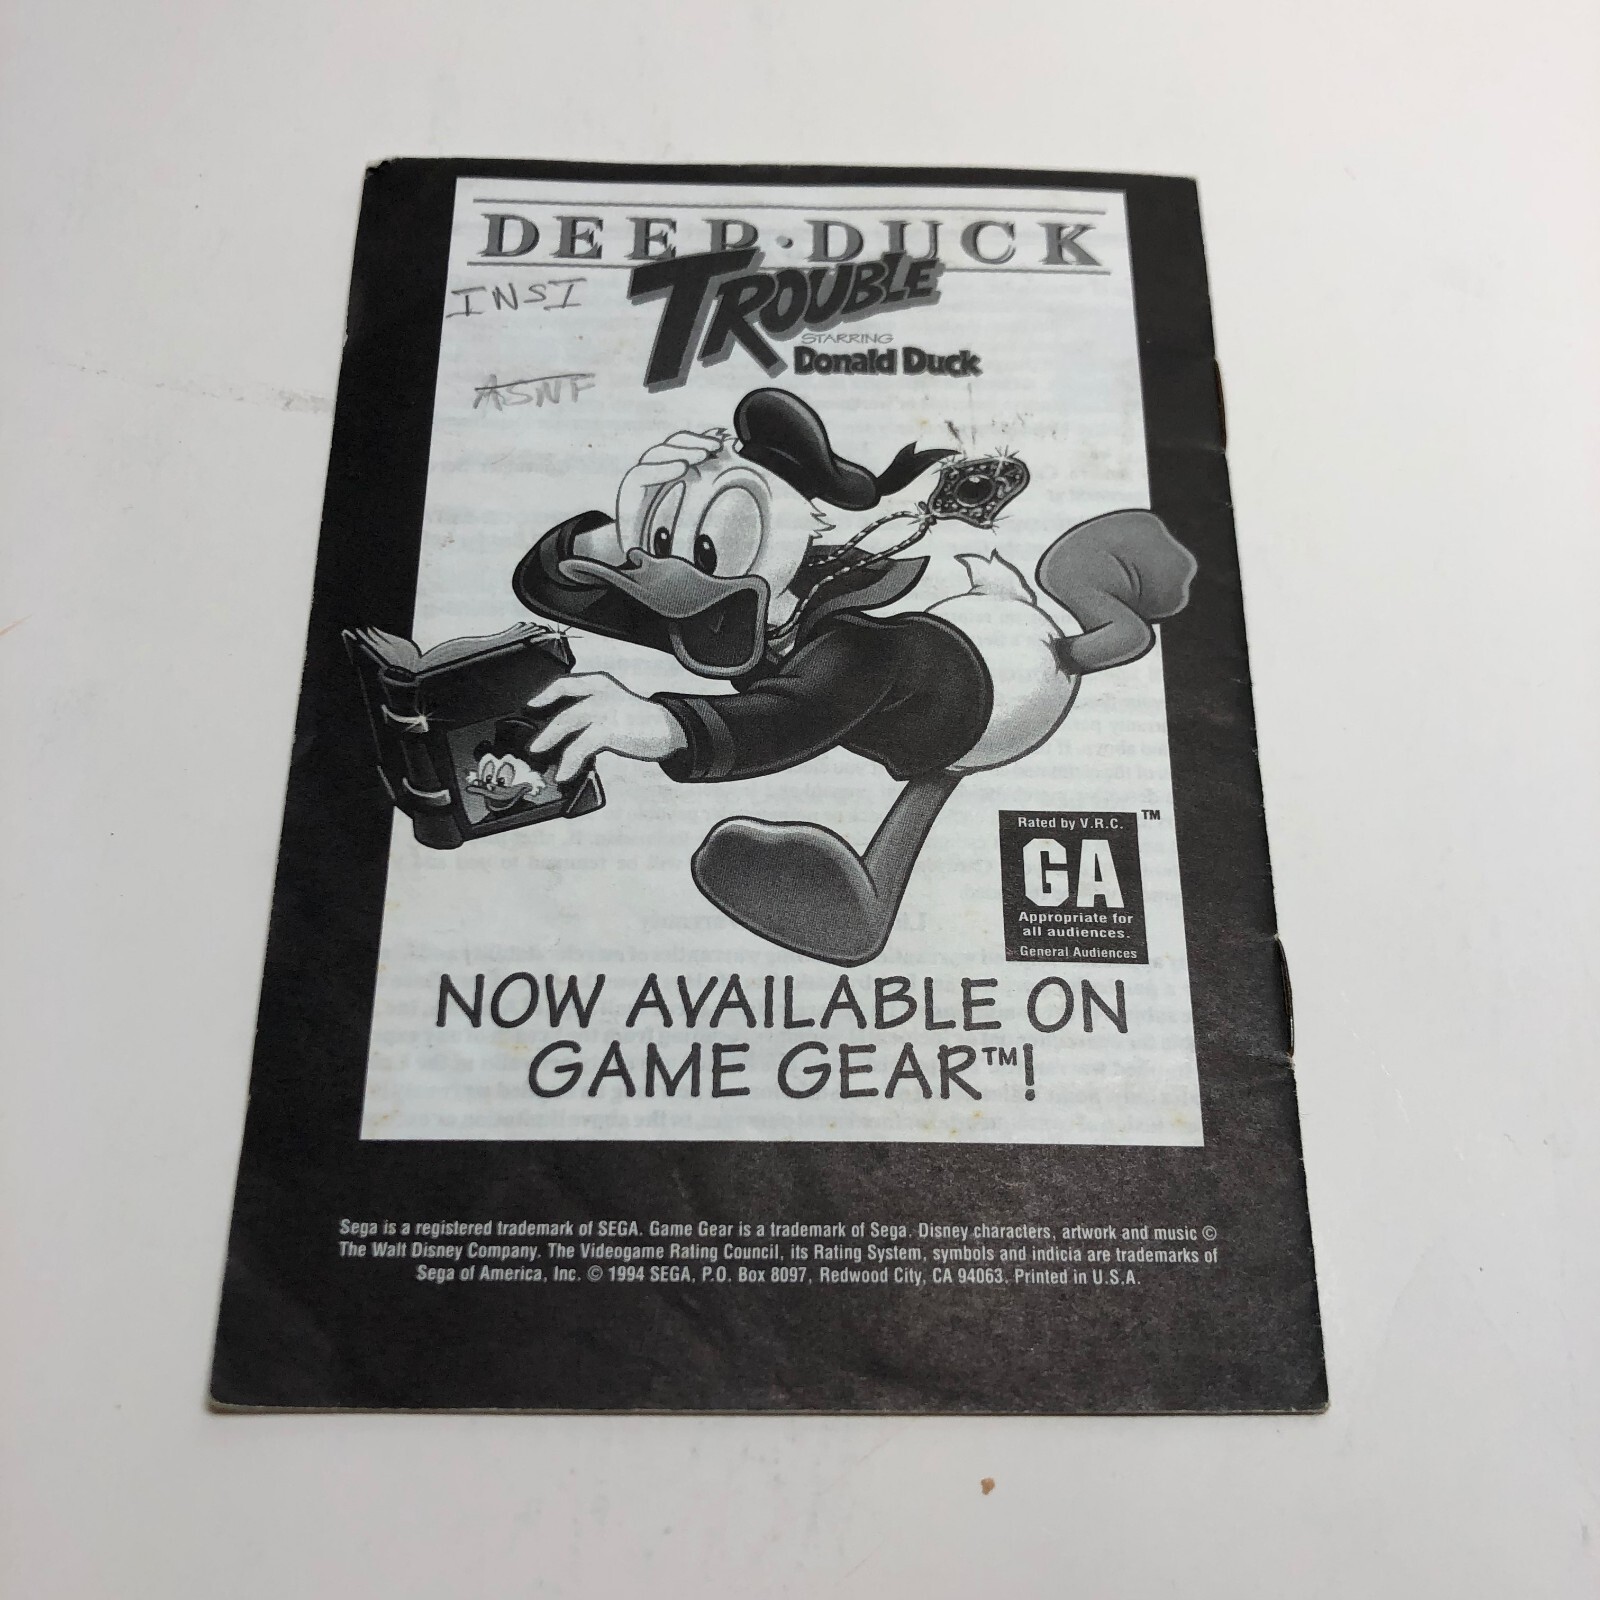 DEEP·DUCK
TROUBLE
STARRING
Donald Duck
INSI
ASNF
Rated by V.R.C.
TM
GA
Appropriate for
all audiences.
General Audiences
NOW AVAILABLE ON
GAME GEAR™!
Sega is a registered trademark of SEGA. Game Gear is a trademark of Sega. Disney characters, artwork and music ©
The Walt Disney Company. The Videogame Rating Council, its Rating System, symbols and indicia are trademarks of
Sega of America, Inc. © 1994 SEGA, P.O. Box 8097, Redwood City, CA 94063. Printed in U.S.A.